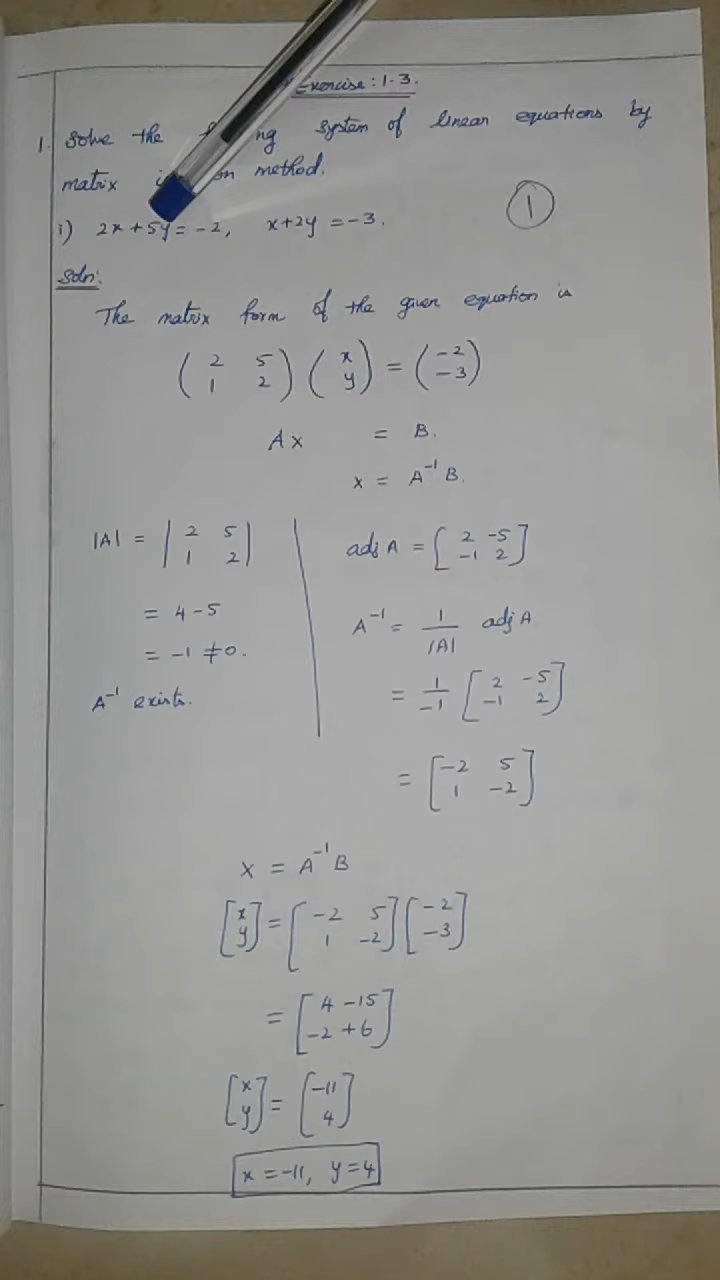 Exercise : 1.3.
1. Solve the ng system of linear equations by
matrix method.
i) 2x + 5y = -2, x + 2y = -3. ①
Soln:
The matrix form of the given equation is
( 2 5 ) ( x ) = ( -2 )
( 1 2 ) ( y ) ( -3 )
Ax = B.
x = A⁻¹ B.
|A| = | 2 5 |
| 1 2 |
= 4 - 5
= -1 ≠ 0.
A⁻¹ exists.
adj A = [ 2 -5 ]
[ -1 2 ]
A⁻¹ = 1/|A| adj A
= 1/-1 [ 2 -5 ]
[ -1 2 ]
= [ -2 5 ]
[ 1 -2 ]
x = A⁻¹ B
[ x ] = [ -2 5 ] [ -2 ]
[ y ] [ 1 -2 ] [ -3 ]
= [ 4 -15 ]
[ -2 +6 ]
[ x ] = [ -11 ]
[ y ] [ 4 ]
x = -11, y = 4